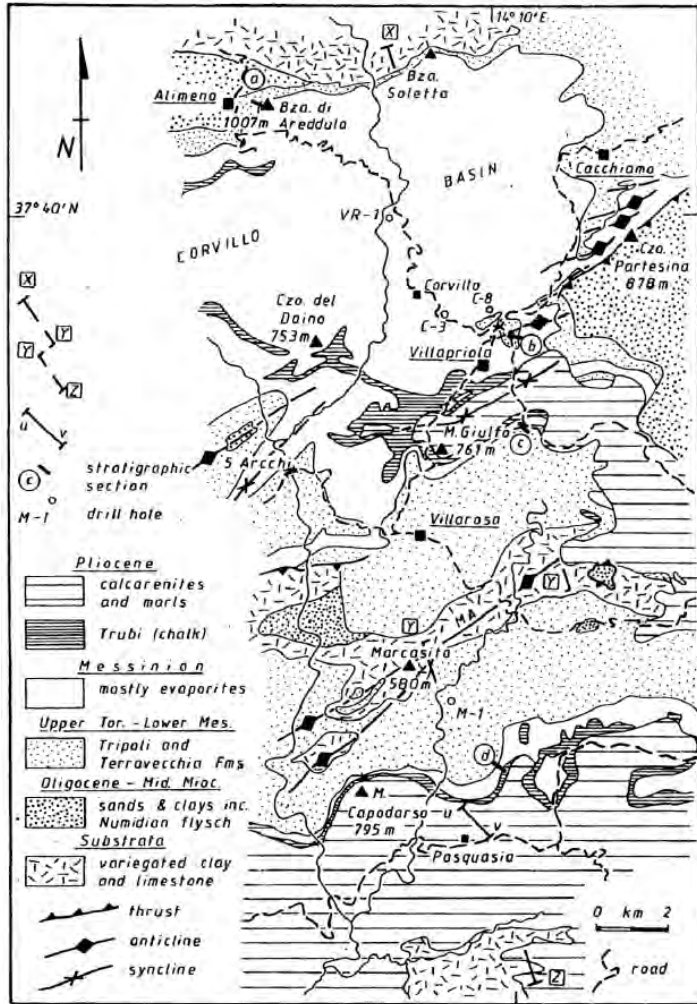 14°10'E
X
a
Alimena
Bza. di
1007m Areddula
Bza.
Soletta
N
BASIN
Cacchiamo
37°40'N
VR-1
CORVILLO
Czo.
Partesina
878m
X
Corvillo
C-8
C-3
Czo. del
Daino
753m
Y
Y
b
Villapriola
Z
u
v
M. Giulfo
761m
c
c
stratigraphic
section
S Arcchi
M-1
drill hole
Villarosa
Pliocene
calcarenites
and marls
Y
MA
Y
Trubi (chalk)
Marcasita
580m
Messinian
mostly evaporites
M-1
Upper Tor. - Lower Mes.
Tripoli and
Terravecchia Fms
d
Oligocene - Mid. Mioc.
sands & clays inc.
Numidian flysch
M.
Capodarso
795m
u
v
Pasquasia
Substrata
variegated clay
and limestone
thrust
0 km 2
anticline
syncline
Z
road